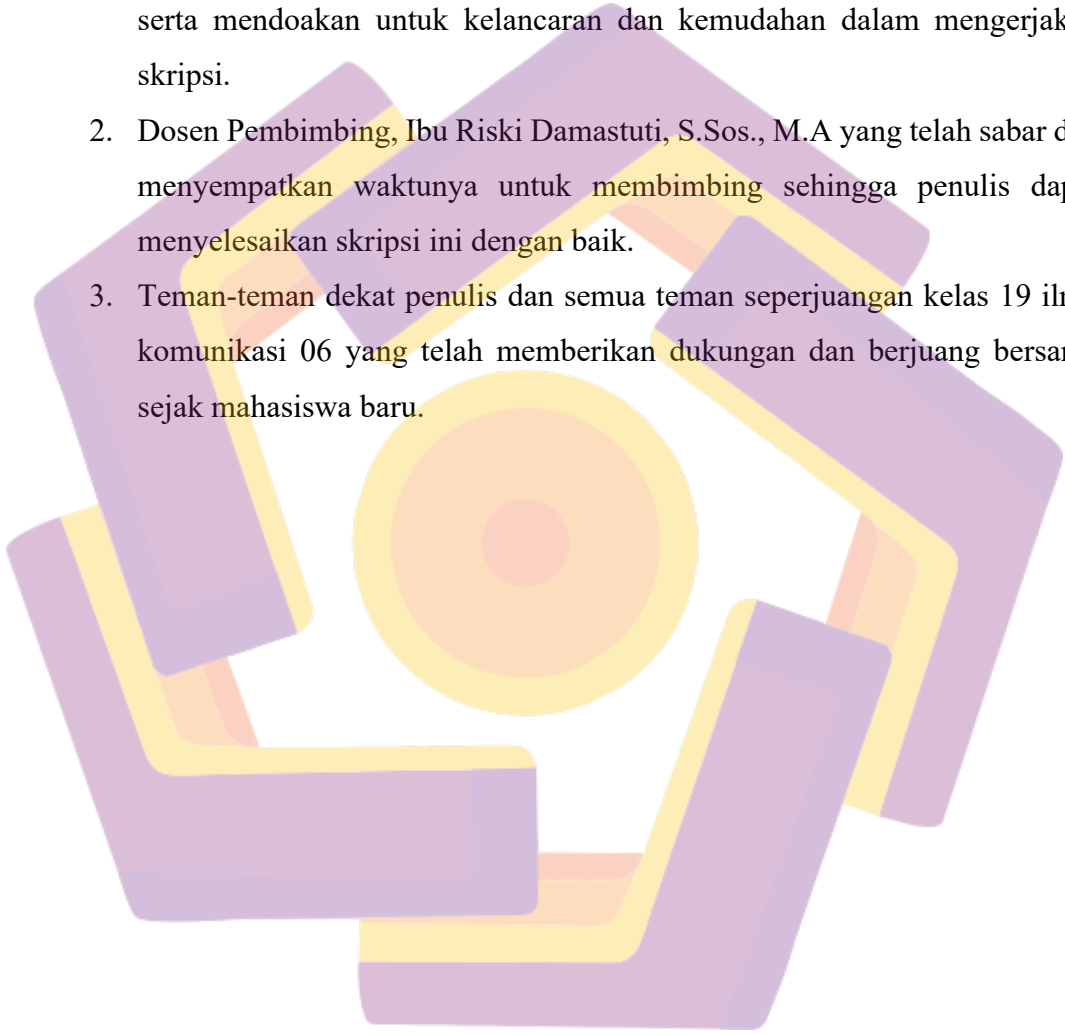 serta mendoakan untuk kelancaran dan kemudahan dalam mengerjak
skripsi.
2. Dosen Pembimbing, Ibu Riski Damastuti, S.Sos., M.A yang telah sabar d
menyempatkan waktunya untuk membimbing sehingga penulis dap
menyelesaikan skripsi ini dengan baik.
3. Teman-teman dekat penulis dan semua teman seperjuangan kelas 19 iln
komunikasi 06 yang telah memberikan dukungan dan berjuang bersar
sejak mahasiswa baru.